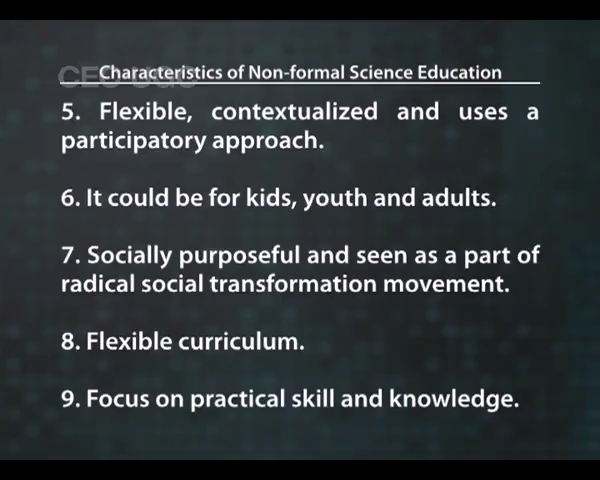 CEC-UGC
Characteristics of Non-formal Science Education
5. Flexible, contextualized and uses a
participatory approach.
6. It could be for kids, youth and adults.
7. Socially purposeful and seen as a part of
radical social transformation movement.
8. Flexible curriculum.
9. Focus on practical skill and knowledge.